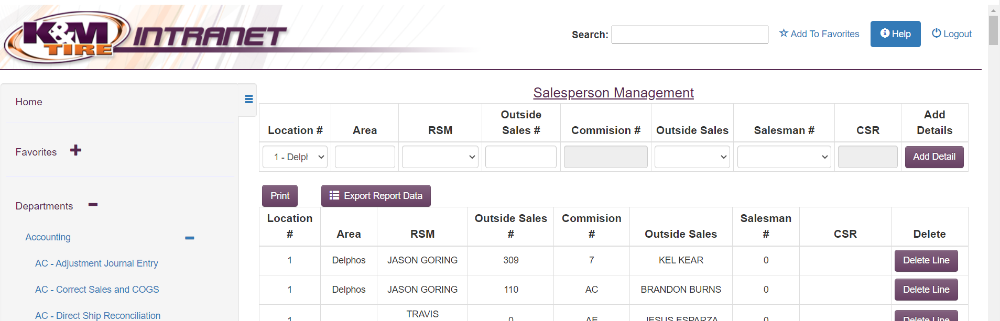 K&M TIRE INTRANET
Search:
Add To Favorites
Help
Logout
Home
Favorites
Departments
Accounting
AC - Adjustment Journal Entry
AC - Correct Sales and COGS
AC - Direct Ship Reconciliation
Salesperson Management
Location # Area RSM Outside Sales # Commision # Outside Sales Salesman # CSR Add Details
1 - Delph Add Detail
Print Export Report Data
Location # Area RSM Outside Sales # Commision # Outside Sales Salesman # CSR Delete
1 Delphos JASON GORING 309 7 KEL KEAR 0 Delete Line
1 Delphos JASON GORING 110 AC BRANDON BURNS 0 Delete Line
1 TRAVIS 0 AE JESUS ESPARZA 0 Delete Line